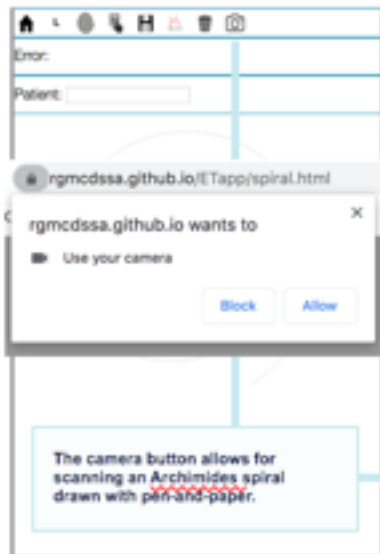 Error:
Patient:
rgmcdssa.github.io/ETapp/spiral.html
rgmcdssa.github.io wants to
Use your camera
Block Allow
The camera button allows for
scanning an Archimides spiral
drawn with pen-and-paper.